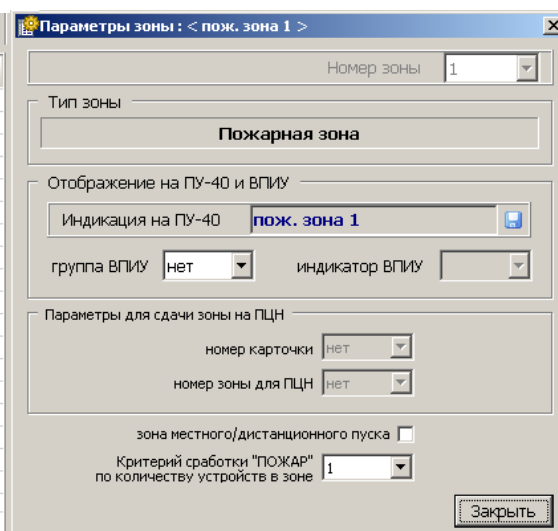 Параметры зоны : < пож. зона 1 >
Номер зоны 1
Тип зоны
Пожарная зона
Отображение на ПУ-40 и ВПИУ
Индикация на ПУ-40 пож. зона 1
группа ВПИУ нет индикатор ВПИУ
Параметры для сдачи зоны на ПЦН
номер карточки нет
номер зоны для ПЦН нет
зона местного/дистанционного пуска
Критерий сработки "ПОЖАР" 1
по количеству устройств в зоне
Закрыть